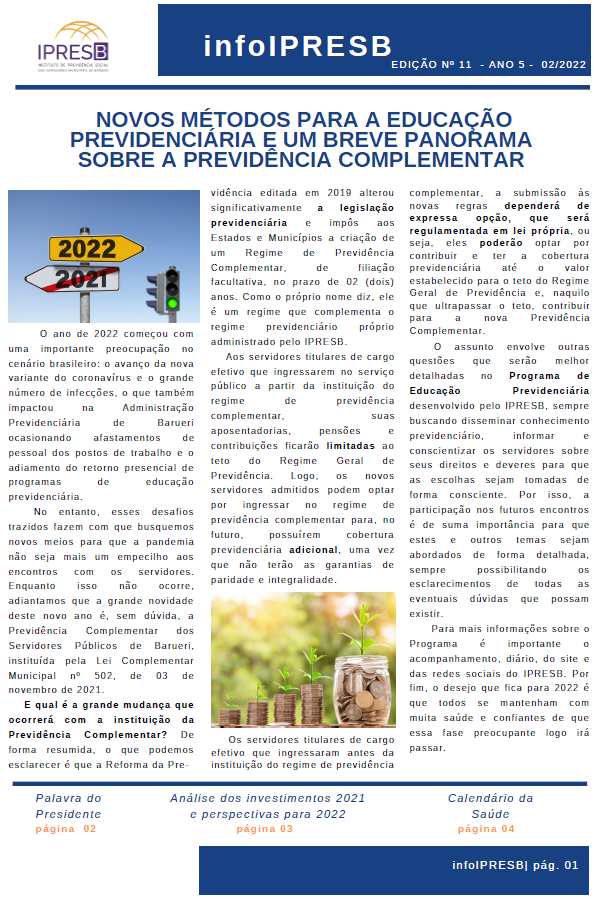 IPRESB
INSTITUTO DE PREVIDÊNCIA SOCIAL
DOS SERVIDORES MUNICIPAIS DE BARUERI
infoIPRESB
EDIÇÃO Nº 11 - ANO 5 - 02/2022
NOVOS MÉTODOS PARA A EDUCAÇÃO
PREVIDENCIÁRIA E UM BREVE PANORAMA
SOBRE A PREVIDÊNCIA COMPLEMENTAR
2022
2021
O ano de 2022 começou com
uma importante preocupação no
cenário brasileiro: o avanço da nova
variante do coronavírus e o grande
número de infecções, o que também
impactou na Administração
Previdenciária de Barueri
ocasionando afastamentos de
pessoal dos postos de trabalho e o
adiamento do retorno presencial de
programas de educação
previdenciária.
No entanto, esses desafios
trazidos fazem com que busquemos
novos meios para que a pandemia
não seja mais um empecilho aos
encontros com os servidores.
Enquanto isso não ocorre,
adiantamos que a grande novidade
deste novo ano é, sem dúvida, a
Previdência Complementar dos
Servidores Públicos de Barueri,
instituída pela Lei Complementar
Municipal nº 502, de 03 de
novembro de 2021.
E qual é a grande mudança que
ocorrerá com a instituição da
Previdência Complementar? De
forma resumida, o que podemos
esclarecer é que a Reforma da Pre-
vidência editada em 2019 alterou
significativamente a legislação
previdenciária e impôs aos
Estados e Municípios a criação de
um Regime de Previdência
Complementar, de filiação
facultativa, no prazo de 02 (dois)
anos. Como o próprio nome diz, ele
é um regime que complementa o
regime previdenciário próprio
administrado pelo IPRESB.
Aos servidores titulares de cargo
efetivo que ingressarem no serviço
público a partir da instituição do
regime de previdência
complementar, suas
aposentadorias, pensões e
contribuições ficarão limitadas ao
teto do Regime Geral de
Previdência. Logo, os novos
servidores admitidos podem optar
por ingressar no regime de
previdência complementar para, no
futuro, possuírem cobertura
previdenciária adicional, uma vez
que não terão as garantias de
paridade e integralidade.
Os servidores titulares de cargo
efetivo que ingressaram antes da
instituição do regime de previdência
complementar, a submissão às
novas regras dependerá de
expressa opção, que será
regulamentada em lei própria, ou
seja, eles poderão optar por
contribuir e ter a cobertura
previdenciária até o valor
estabelecido para o teto do Regime
Geral de Previdência e, naquilo
que ultrapassar o teto, contribuir
para a nova Previdência
Complementar.
O assunto envolve outras
questões que serão melhor
detalhadas no Programa de
Educação Previdenciária
desenvolvido pelo IPRESB, sempre
buscando disseminar conhecimento
previdenciário, informar e
conscientizar os servidores sobre
seus direitos e deveres para que
as escolhas sejam tomadas de
forma consciente. Por isso, a
participação nos futuros encontros
é de suma importância para que
estes e outros temas sejam
abordados de forma detalhada,
sempre possibilitando os
esclarecimentos de todas as
eventuais dúvidas que possam
existir.
Para mais informações sobre o
Programa é importante o
acompanhamento, diário, do site e
das redes sociais do IPRESB. Por
fim, o desejo que fica para 2022 é
que todos se mantenham com
muita saúde e confiantes de que
essa fase preocupante logo irá
passar.
Palavra do
Presidente
página 02
Análise dos investimentos 2021
e perspectivas para 2022
página 03
Calendário da
Saúde
página 04
infoIPRESB| pág. 01